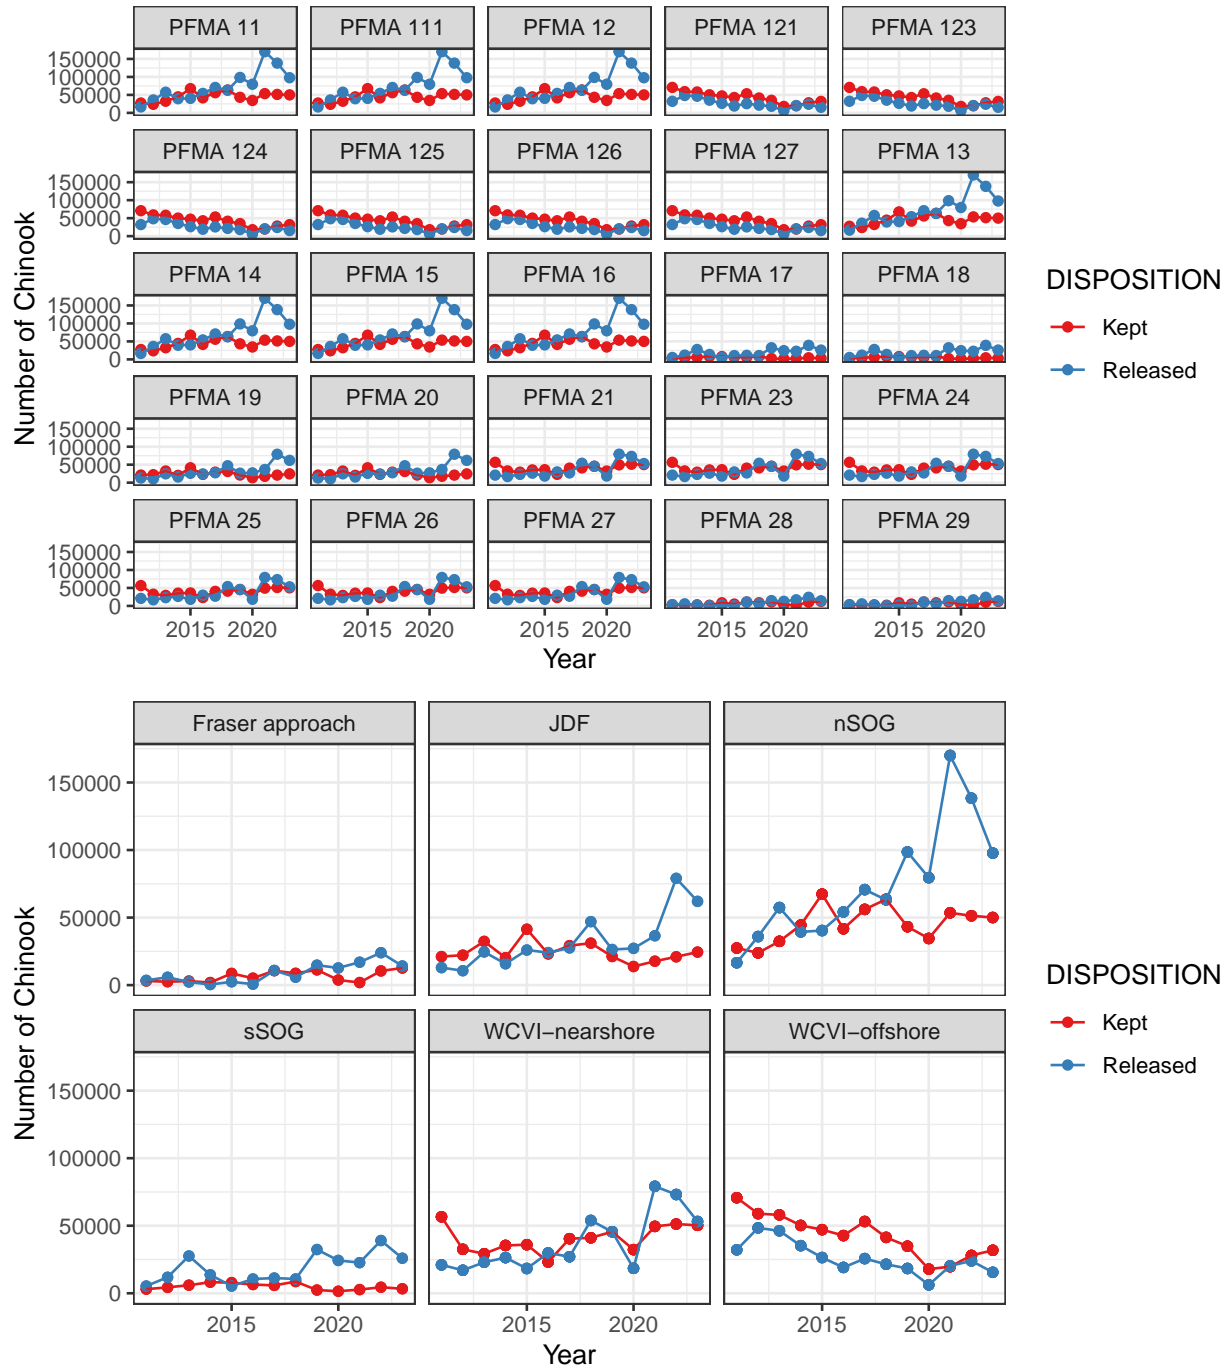 PFMA 11 PFMA 111 PFMA 12 PFMA 121 PFMA 123
150000
100000
50000
0
PFMA 124 PFMA 125 PFMA 126 PFMA 127 PFMA 13
150000
100000
50000
0
PFMA 14 PFMA 15 PFMA 16 PFMA 17 PFMA 18
150000
100000
50000
0
PFMA 19 PFMA 20 PFMA 21 PFMA 23 PFMA 24
150000
100000
50000
0
PFMA 25 PFMA 26 PFMA 27 PFMA 28 PFMA 29
150000
100000
50000
0
2015 2020 2015 2020 2015 2020 2015 2020 2015 2020
Year
Number of Chinook
DISPOSITION
Kept
Released
Fraser approach JDF nSOG
150000
100000
50000
0
sSOG WCVI−nearshore WCVI−offshore
150000
100000
50000
0
2015 2020 2015 2020 2015 2020
Year
Number of Chinook
DISPOSITION
Kept
Released